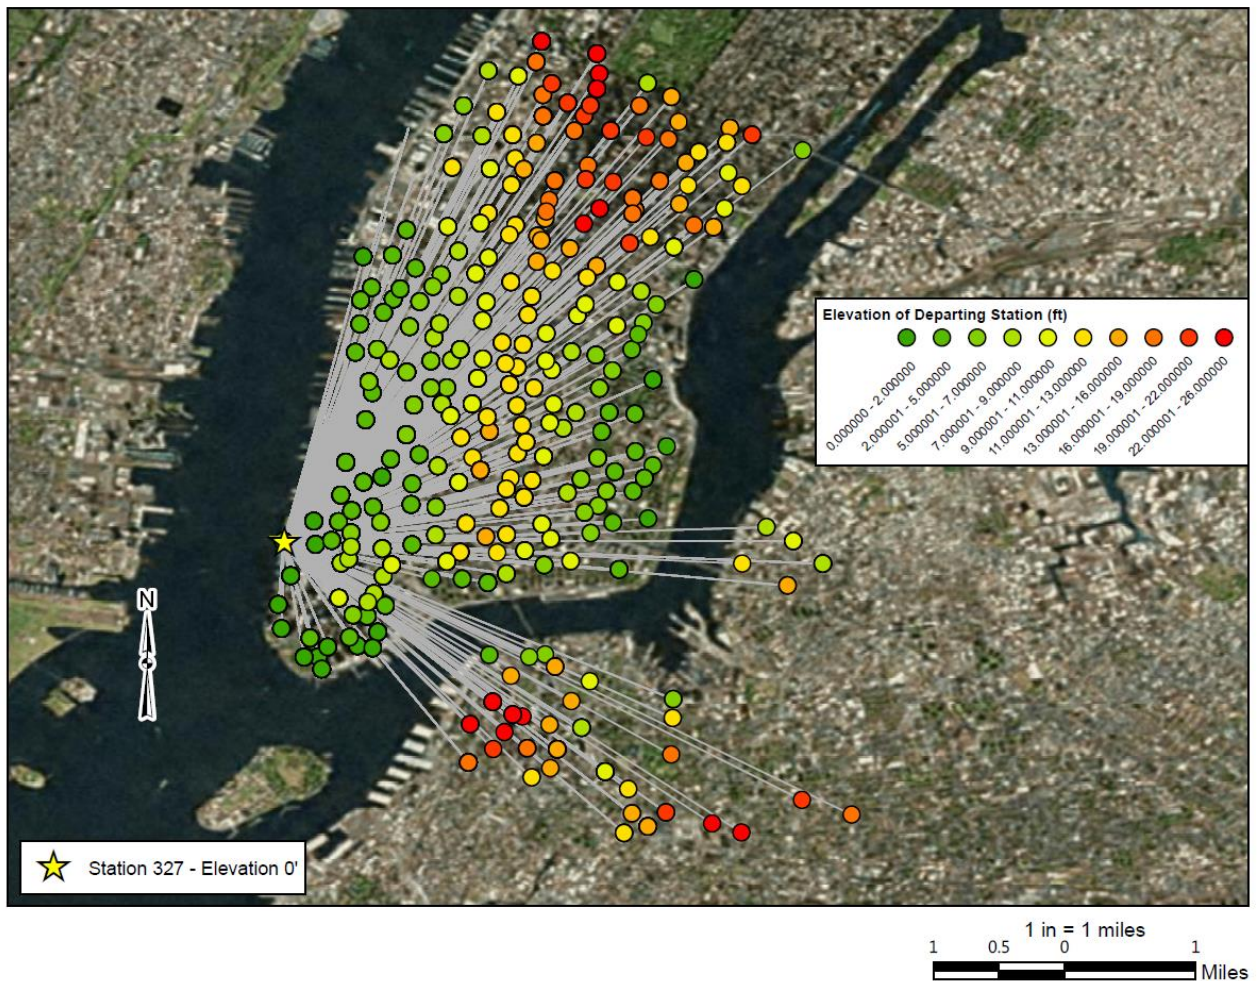 N
Elevation of Departing Station (ft)
0.000000 - 2.000000
2.000001 - 5.000000
5.000001 - 7.000000
7.000001 - 9.000000
9.000001 - 11.000000
11.000001 - 13.000000
13.000001 - 16.000000
16.000001 - 19.000000
19.000001 - 22.000000
22.000001 - 26.000000
Station 327 - Elevation 0'
1 in = 1 miles
1 0.5 0 1
Miles